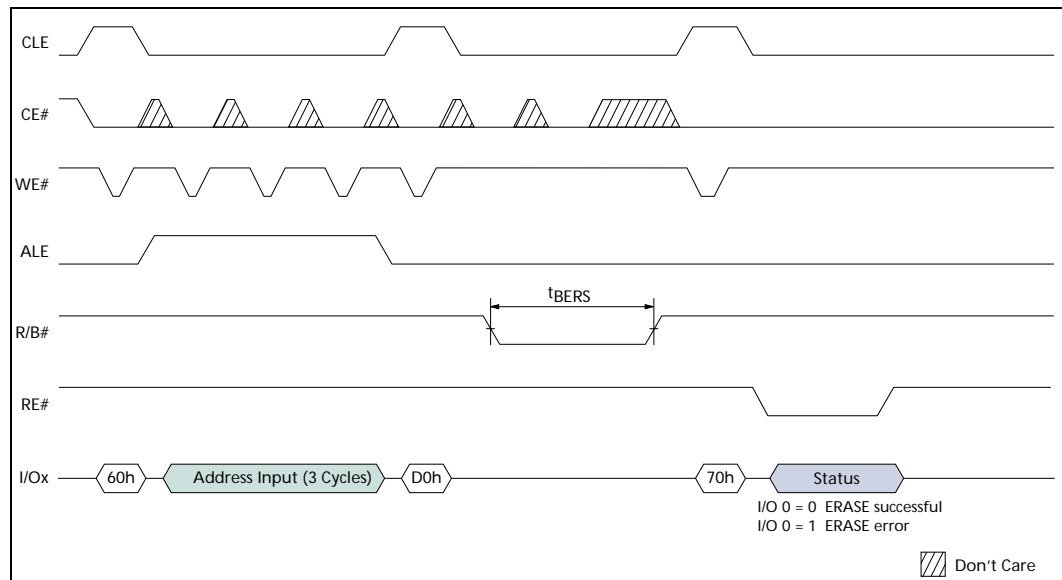 CLE
CE#
WE#
ALE
tBERS
R/B#
RE#
I/Ox 60h Address Input (3 Cycles) D0h 70h Status
I/O 0 = 0 ERASE successful
I/O 0 = 1 ERASE error
Don't Care